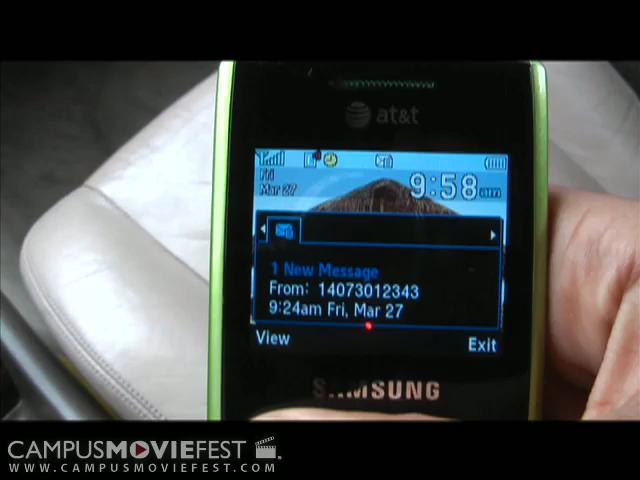 at&t
Fri
Mar 27
9:58am
1 New Message
From: 14073012343
9:24am Fri, Mar 27
View Exit
SAMSUNG
CAMPUSMOVIEFEST
WWW.CAMPUSMOVIEFEST.COM